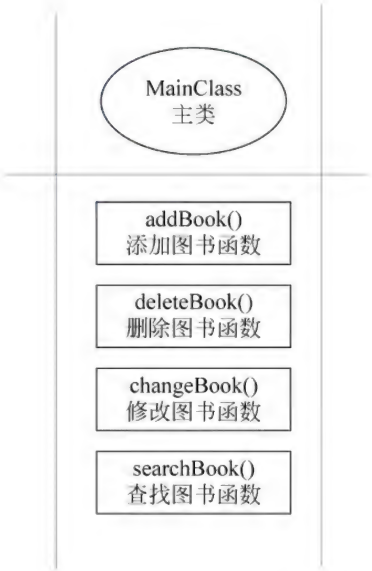 MainClass
主类
addBook()
添加图书函数
deleteBook()
删除图书函数
changeBook()
修改图书函数
searchBook()
查找图书函数